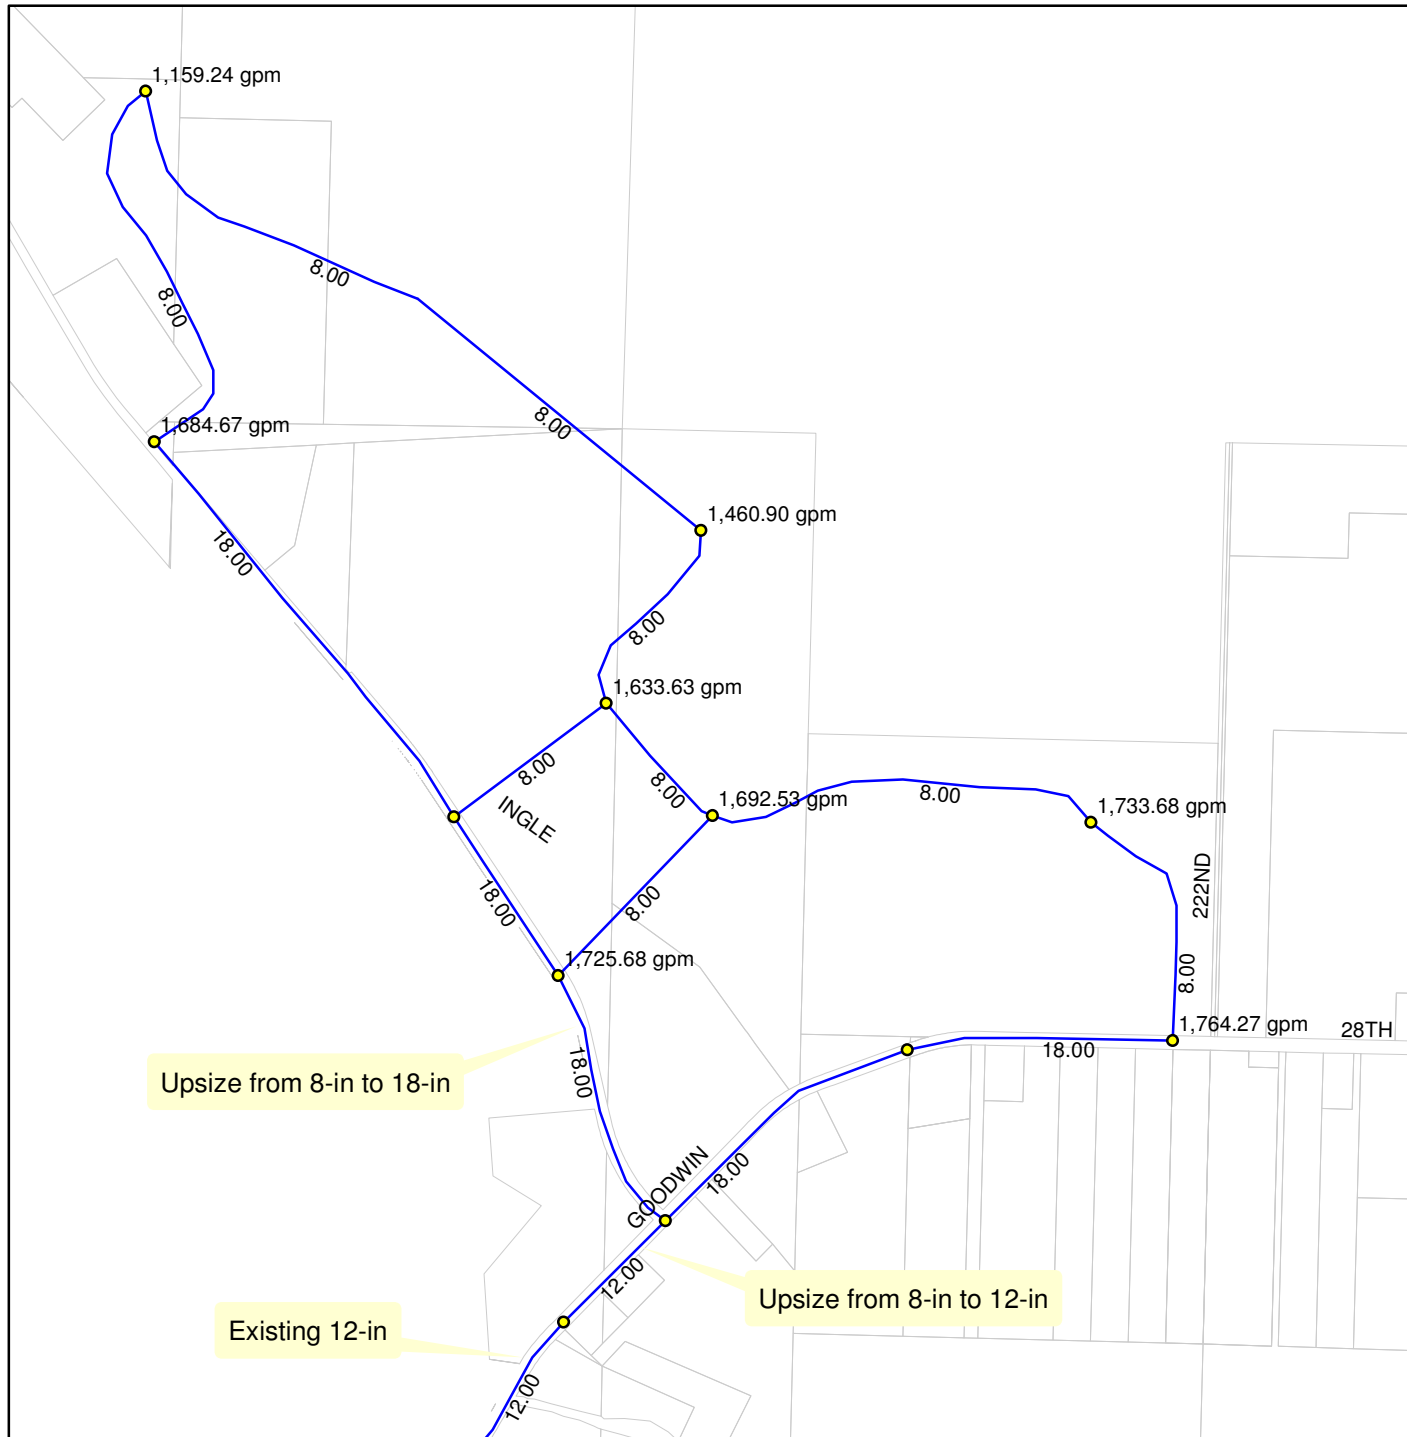 1,159.24 gpm
8.00
8.00
8.00
1,684.67 gpm
1,460.90 gpm
18.00
8.00
1,633.63 gpm
8.00
8.00
INGLE
1,692.53 gpm
8.00
1,733.68 gpm
222ND
18.00
8.00
1,725.68 gpm
8.00
1,764.27 gpm
28TH
18.00
18.00
Upsize from 8-in to 18-in
GOODWIN
18.00
12.00
Upsize from 8-in to 12-in
Existing 12-in
12.00